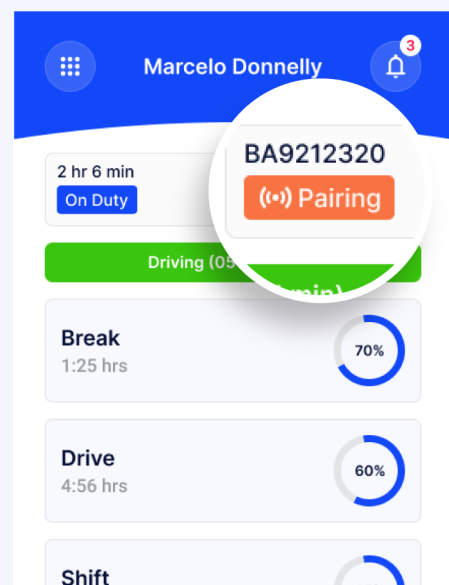 3
Marcelo Donnelly
BA9212320
2 hr 6 min
On Duty
Pairing
Driving (05
min)
Break
1:25 hrs
70%
Drive
4:56 hrs
60%
Shift